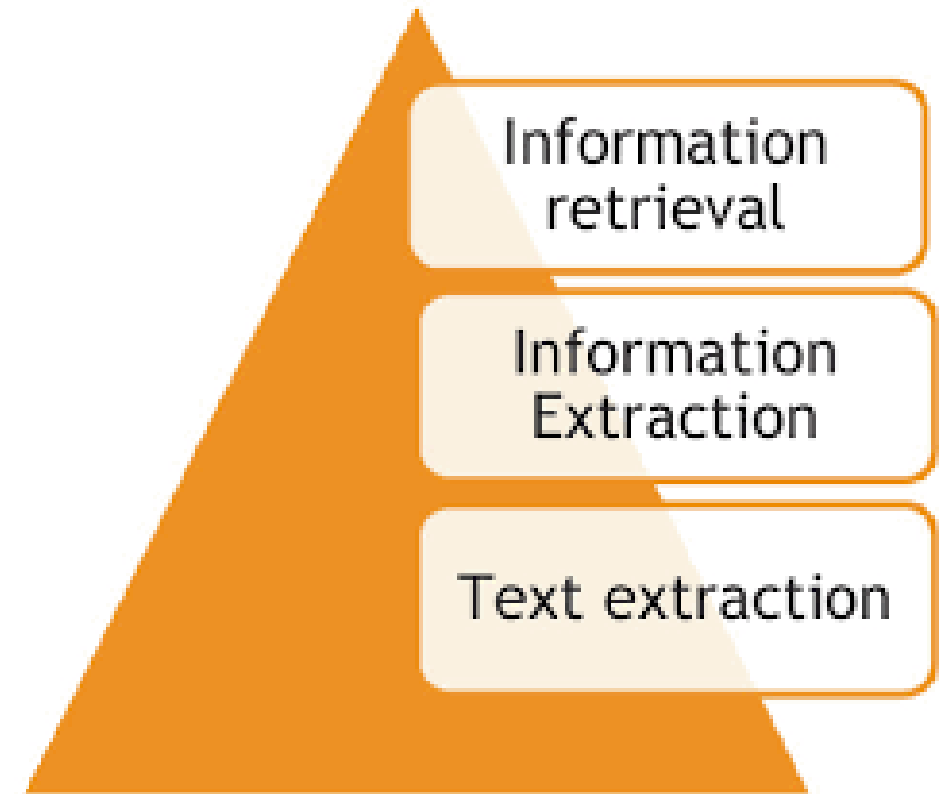 Information
retrieval
Information
Extraction
Text extraction